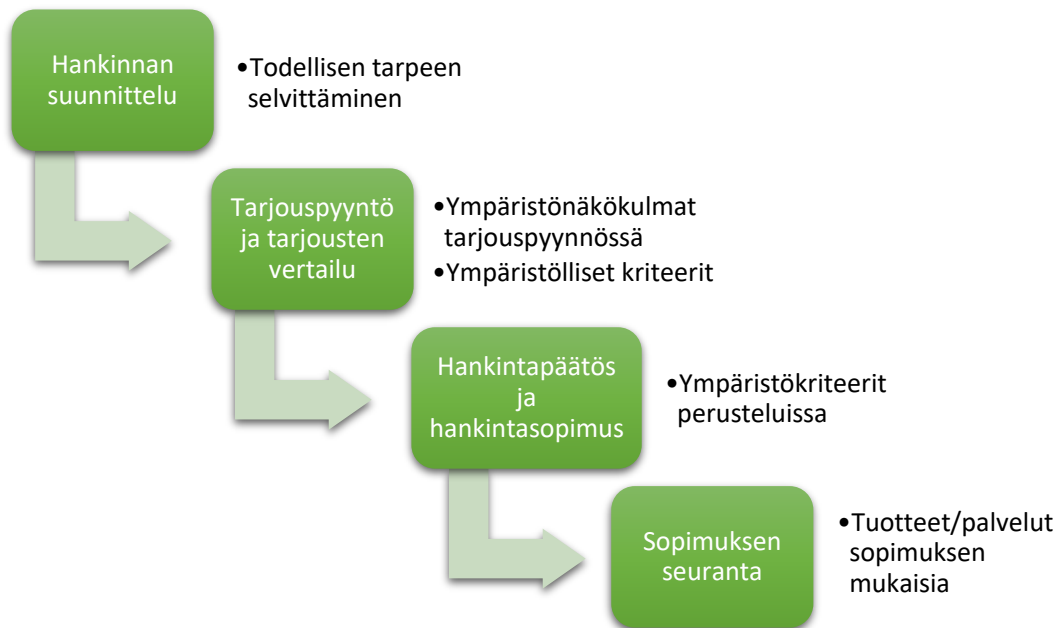 Hankinnan
suunnittelu
•Todellisen tarpeen
selvittäminen
Tarjouspyyntö
ja tarjousten
vertailu
•Ympäristönäkökulmat
tarjouspyynnössä
•Ympäristölliset kriteerit
Hankintapäätös
ja
hankintasopimus
•Ympäristökriteerit
perusteluissa
Sopimuksen
seuranta
•Tuotteet/palvelut
sopimuksen
mukaisia